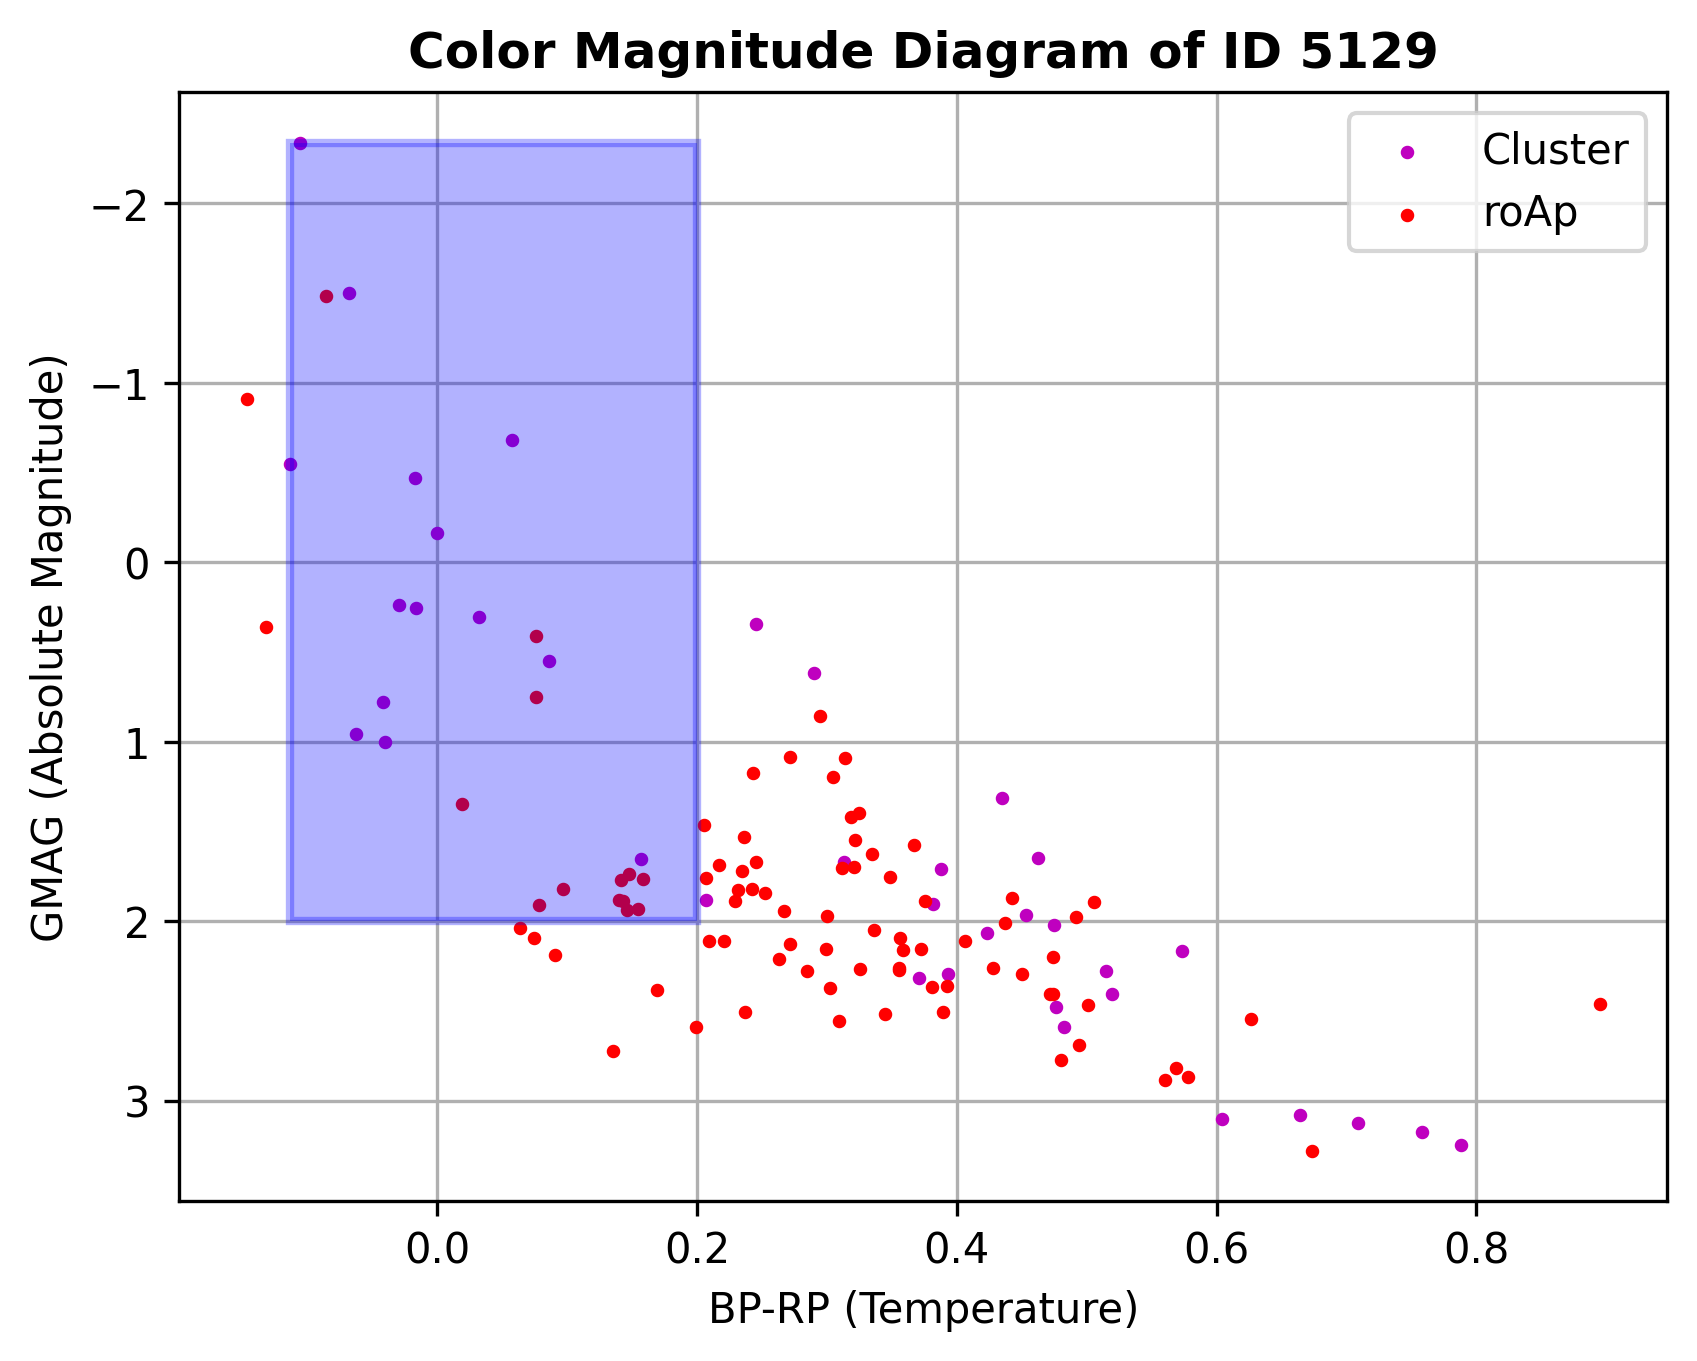 Color Magnitude Diagram of ID 5129
Cluster
roAp
−2
−1
0
1
2
3
GMAG (Absolute Magnitude)
0.0 0.2 0.4 0.6 0.8
BP-RP (Temperature)